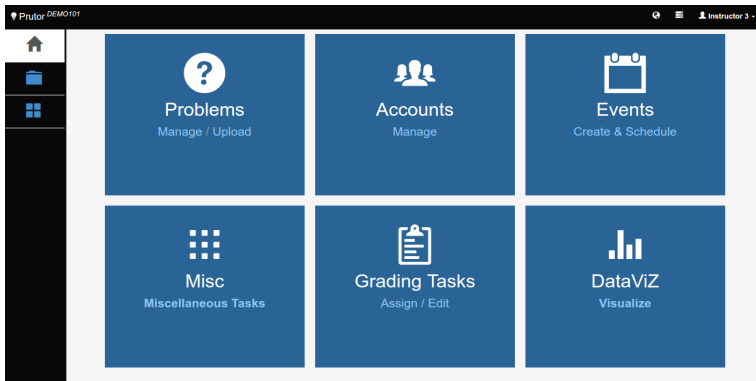 Prutor DEMO101
Instructor 3
Problems
Manage / Upload
Accounts
Manage
Events
Create & Schedule
Misc
Miscellaneous Tasks
Grading Tasks
Assign / Edit
DataViZ
Visualize